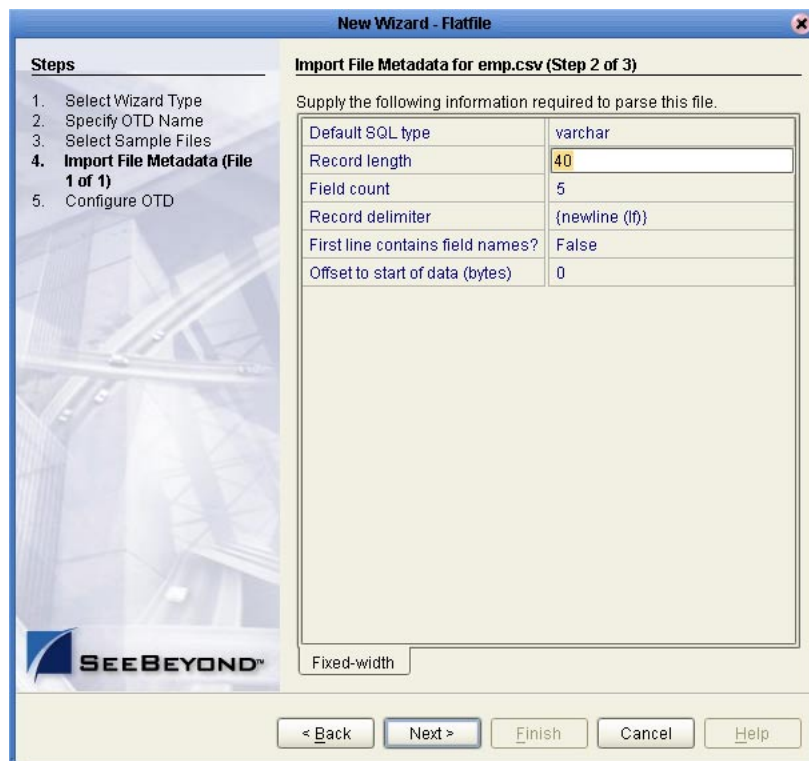 New Wizard - Flatfile
Steps
1. Select Wizard Type
2. Specify OTD Name
3. Select Sample Files
4. Import File Metadata (File
1 of 1)
5. Configure OTD
Import File Metadata for emp.csv (Step 2 of 3)
Supply the following information required to parse this file.
Default SQL type varchar
Record length 40
Field count 5
Record delimiter {newline (lf)}
First line contains field names? False
Offset to start of data (bytes) 0
Fixed-width
SEEBEYOND™
< Back Next > Finish Cancel Help